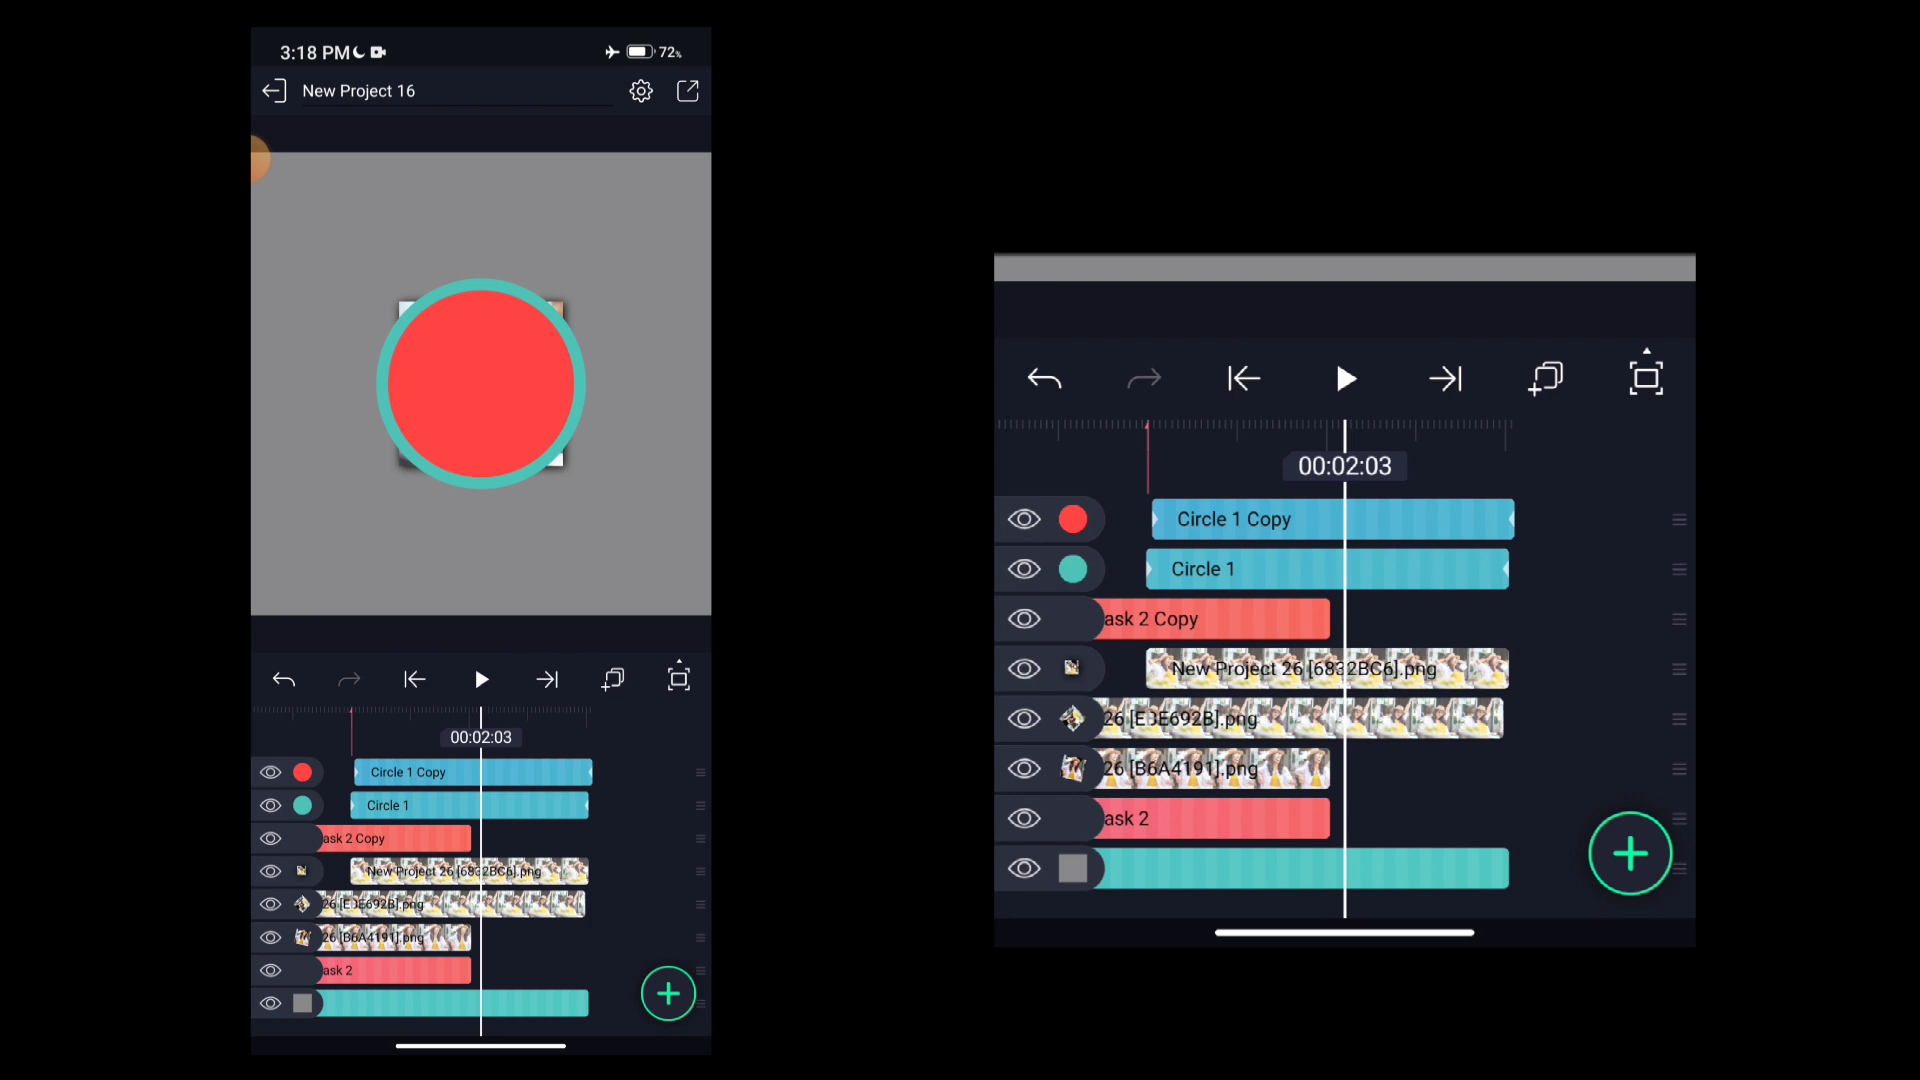 3:18 PM
72%
New Project 16
00:02:03
Circle 1 Copy
Circle 1
ask 2 Copy
New Project 26 [6832BC6].png
26 [E3E692B].png
26 [B6A4191].png
ask 2
00:02:03
Circle 1 Copy
Circle 1
ask 2 Copy
New Project 26 [6832BC6].png
26 [E3E692B].png
26 [B6A4191].png
ask 2